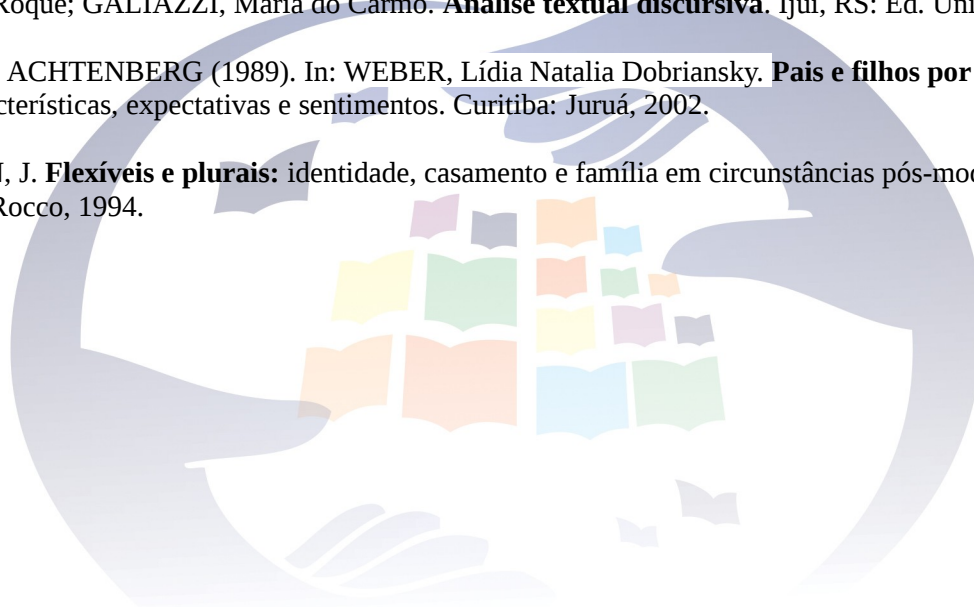 Roque; GALIAZZI, Maria do Carmo. Análise textual discursiva. Ijuí, RS: Ed. Uni
ACHTENBERG (1989). In: WEBER, Lídia Natalia Dobriansky. Pais e filhos por
cterísticas, expectativas e sentimentos. Curitiba: Juruá, 2002.
, J. Flexíveis e plurais: identidade, casamento e família em circunstâncias pós-mod
Rocco, 1994.